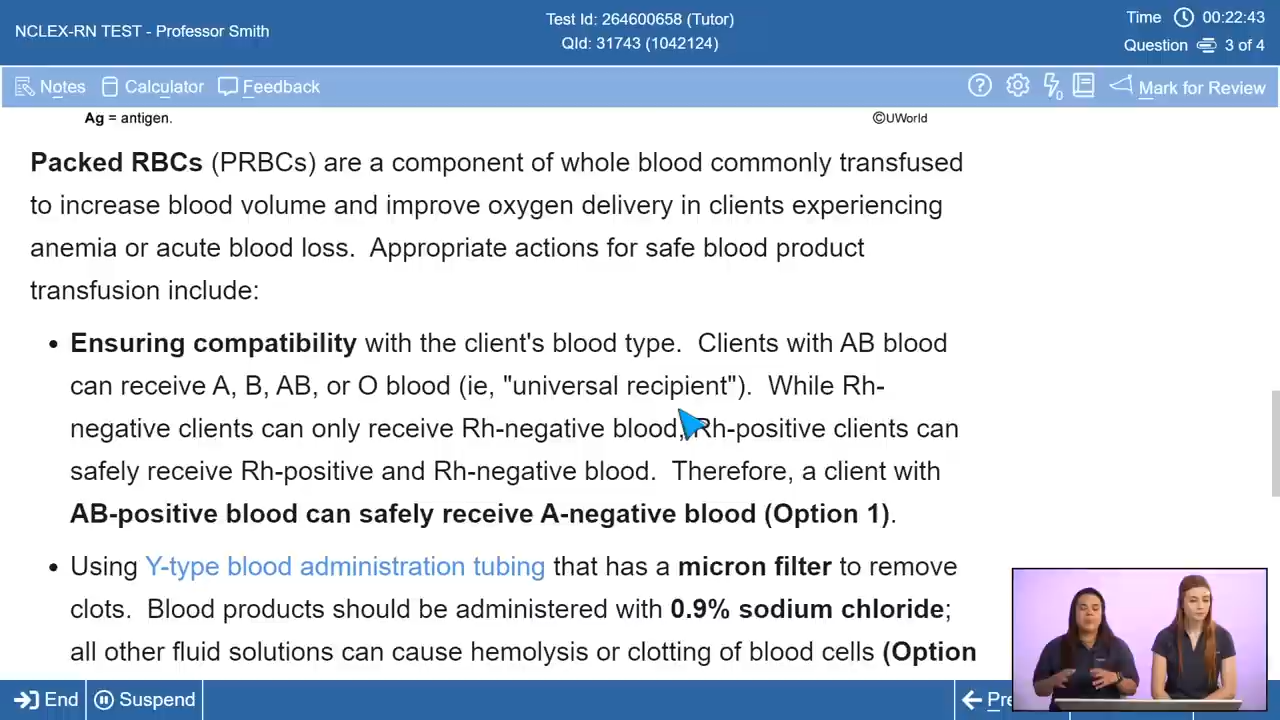 NCLEX-RN TEST - Professor Smith
Test Id: 264600658 (Tutor)
QId: 31743 (1042124)
Time 00:22:43
Question 3 of 4
Notes Calculator Feedback
0
Mark for Review
Ag = antigen.
©UWorld
Packed RBCs (PRBCs) are a component of whole blood commonly transfused
to increase blood volume and improve oxygen delivery in clients experiencing
anemia or acute blood loss. Appropriate actions for safe blood product
transfusion include:
• Ensuring compatibility with the client's blood type. Clients with AB blood
can receive A, B, AB, or O blood (ie, "universal recipient"). While Rh-
negative clients can only receive Rh-negative blood, Rh-positive clients can
safely receive Rh-positive and Rh-negative blood. Therefore, a client with
AB-positive blood can safely receive A-negative blood (Option 1).
• Using Y-type blood administration tubing that has a micron filter to remove
clots. Blood products should be administered with 0.9% sodium chloride;
all other fluid solutions can cause hemolysis or clotting of blood cells (Option
End Suspend